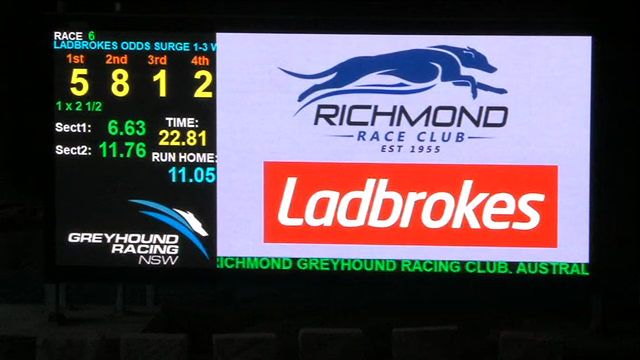 RACE 6
LADBROKES ODDS SURGE 1-3 W
1st 2nd 3rd 4th
5 8 1 2
1 x 2 1/2
Sect1: 6.63
TIME: 22.81
Sect2: 11.76
RUN HOME: 11.05
GREYHOUND
RACING
NSW
RICHMOND
RACE CLUB
EST 1955
Ladbrokes
RICHMOND GREYHOUND RACING CLUB. AUSTRAL